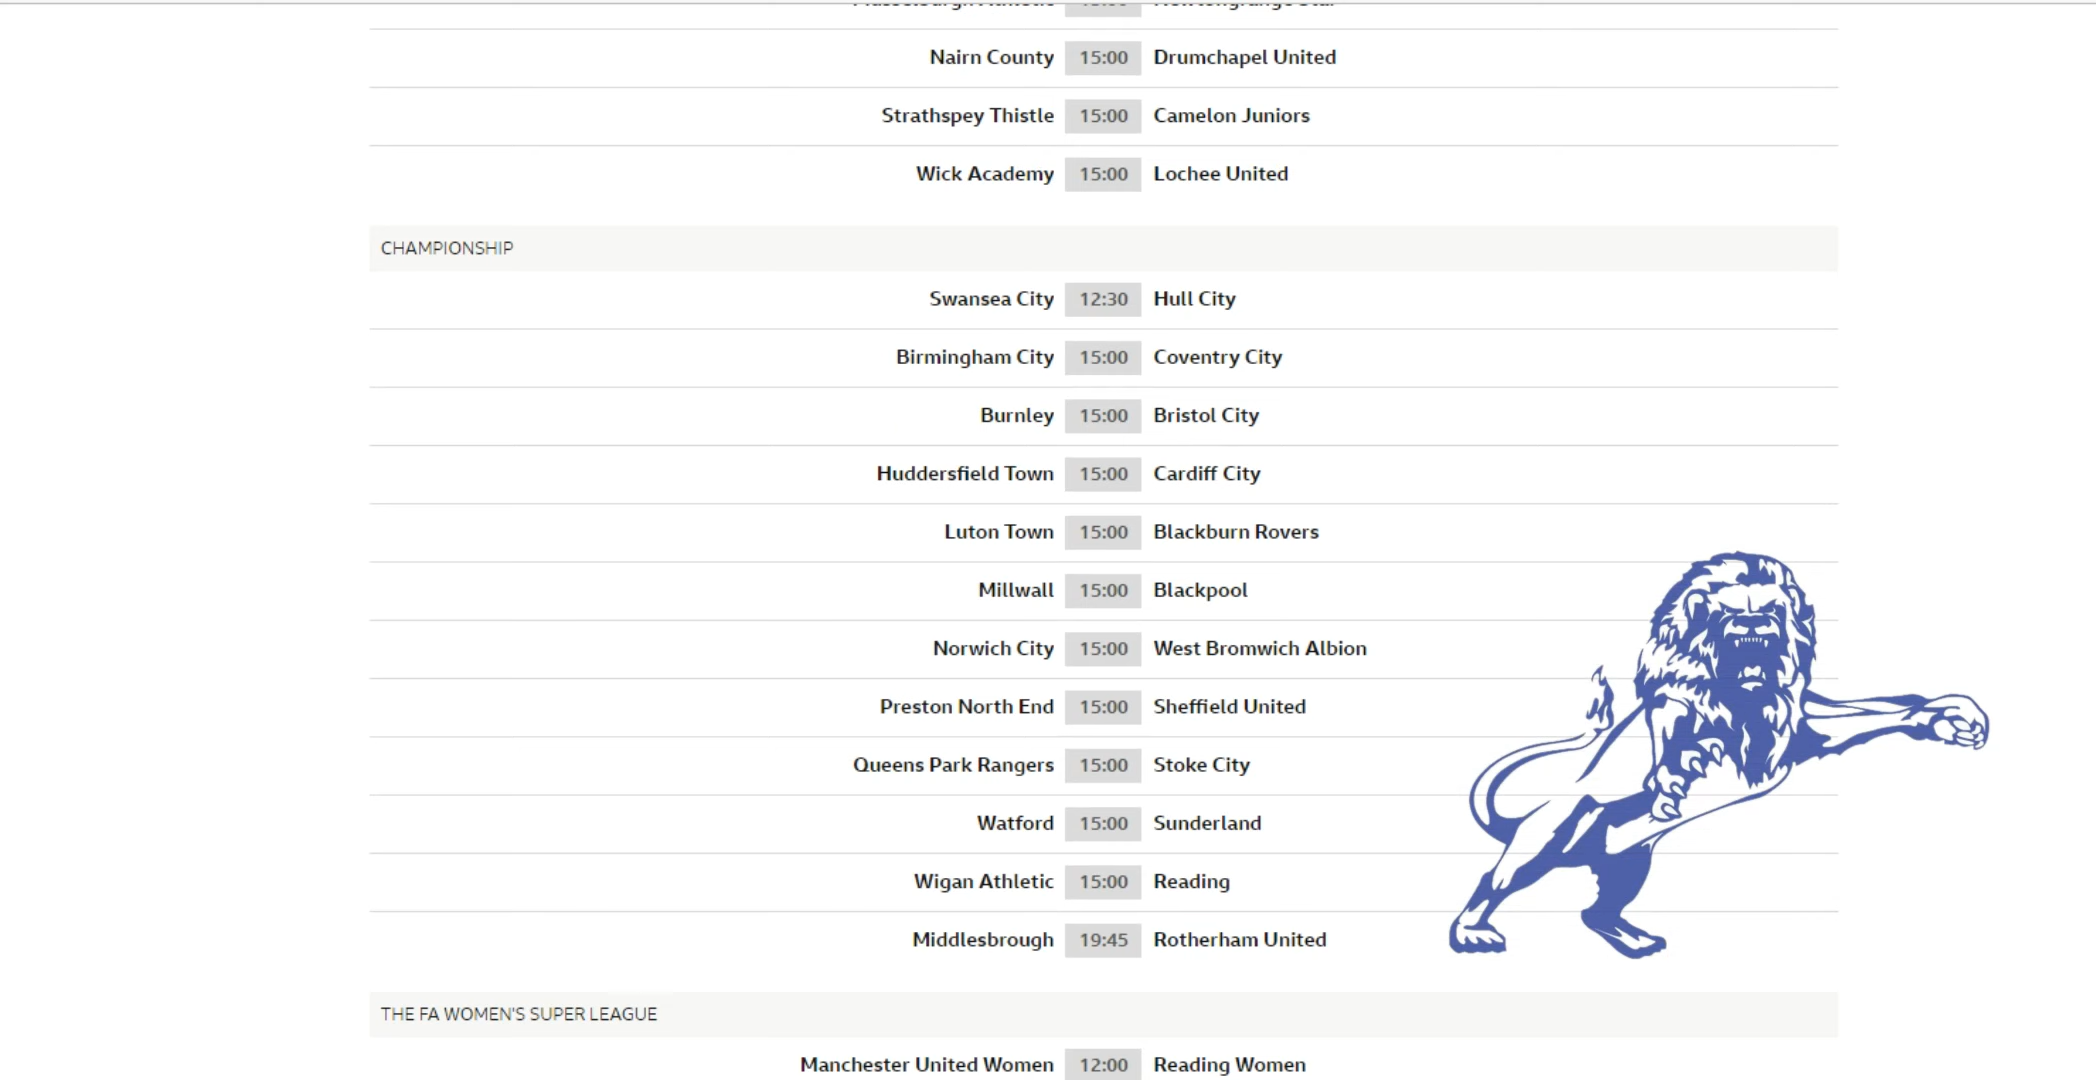 Nairn County 15:00 Drumchapel United
Strathspey Thistle 15:00 Camelon Juniors
Wick Academy 15:00 Lochee United
CHAMPIONSHIP
Swansea City 12:30 Hull City
Birmingham City 15:00 Coventry City
Burnley 15:00 Bristol City
Huddersfield Town 15:00 Cardiff City
Luton Town 15:00 Blackburn Rovers
Millwall 15:00 Blackpool
Norwich City 15:00 West Bromwich Albion
Preston North End 15:00 Sheffield United
Queens Park Rangers 15:00 Stoke City
Watford 15:00 Sunderland
Wigan Athletic 15:00 Reading
Middlesbrough 19:45 Rotherham United
THE FA WOMEN'S SUPER LEAGUE
Manchester United Women 12:00 Reading Women